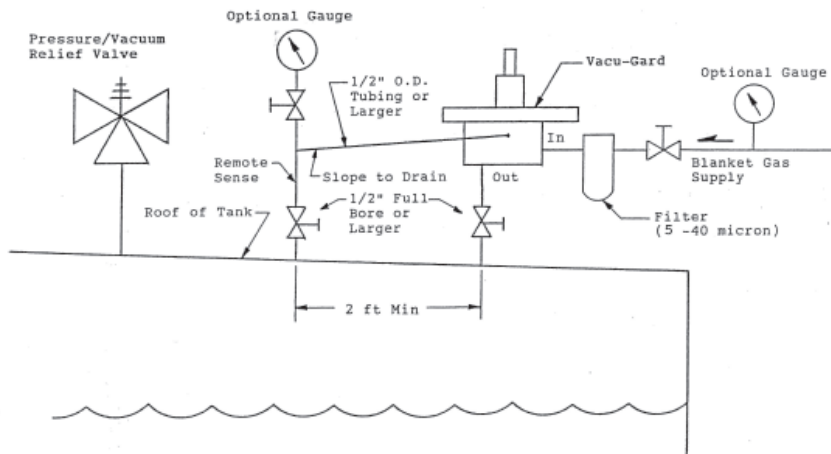 Optional Gauge
Pressure/Vacuum
Relief Valve
1/2" O.D.
Tubing or
Larger
Vacu-Gard
Optional Gauge
In
Remote
Sense
Slope to Drain
Out
Blanket Gas
Supply
1/2" Full
Bore or
Larger
Roof of Tank
Filter
(5 -40 micron)
2 ft Min